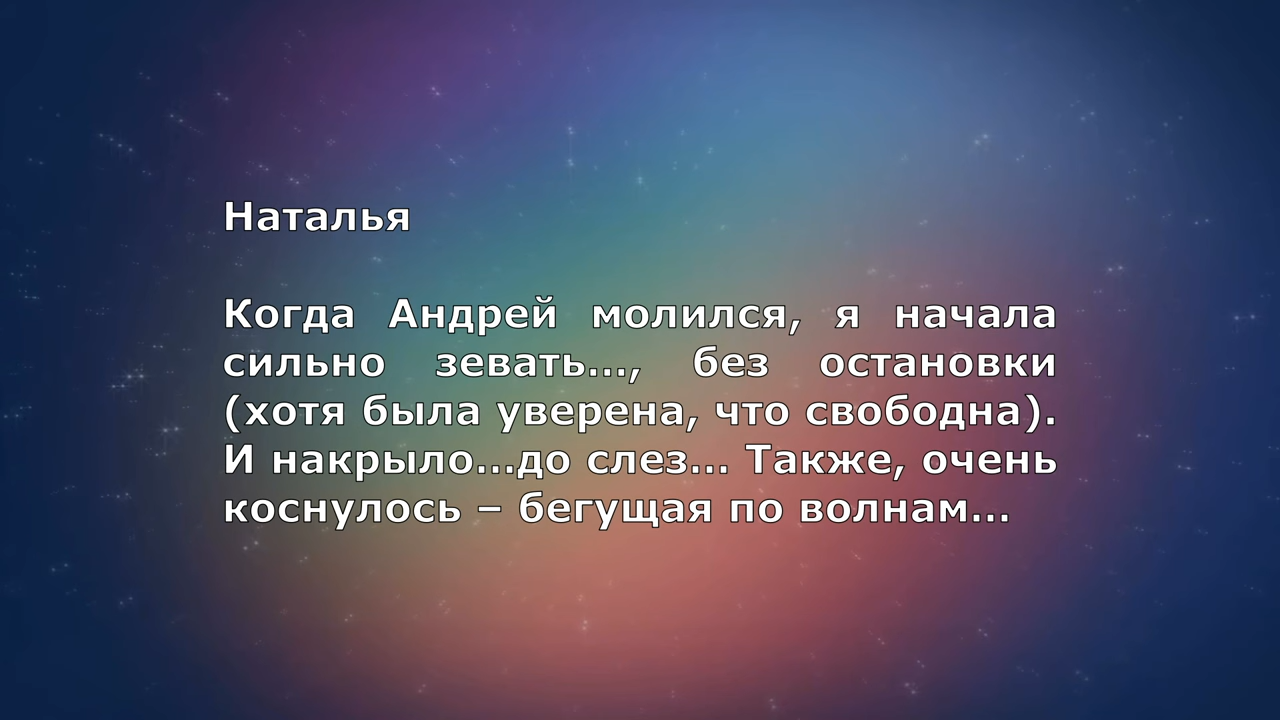 Наталья
Когда Андрей молился, я начала
сильно зевать..., без остановки
(хотя была уверена, что свободна).
И накрыло...до слез... Также, очень
коснулось – бегущая по волнам...